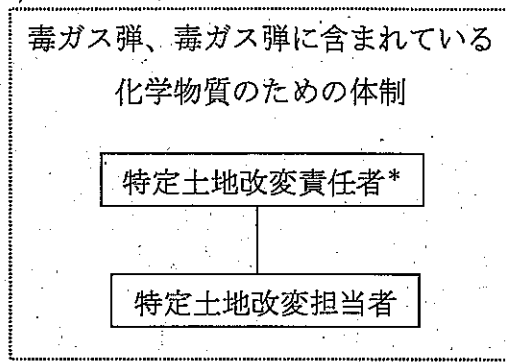 毒ガス弾、毒ガス弾に含まれている
化学物質のための体制
特定土地改変責任者*
特定土地改変担当者